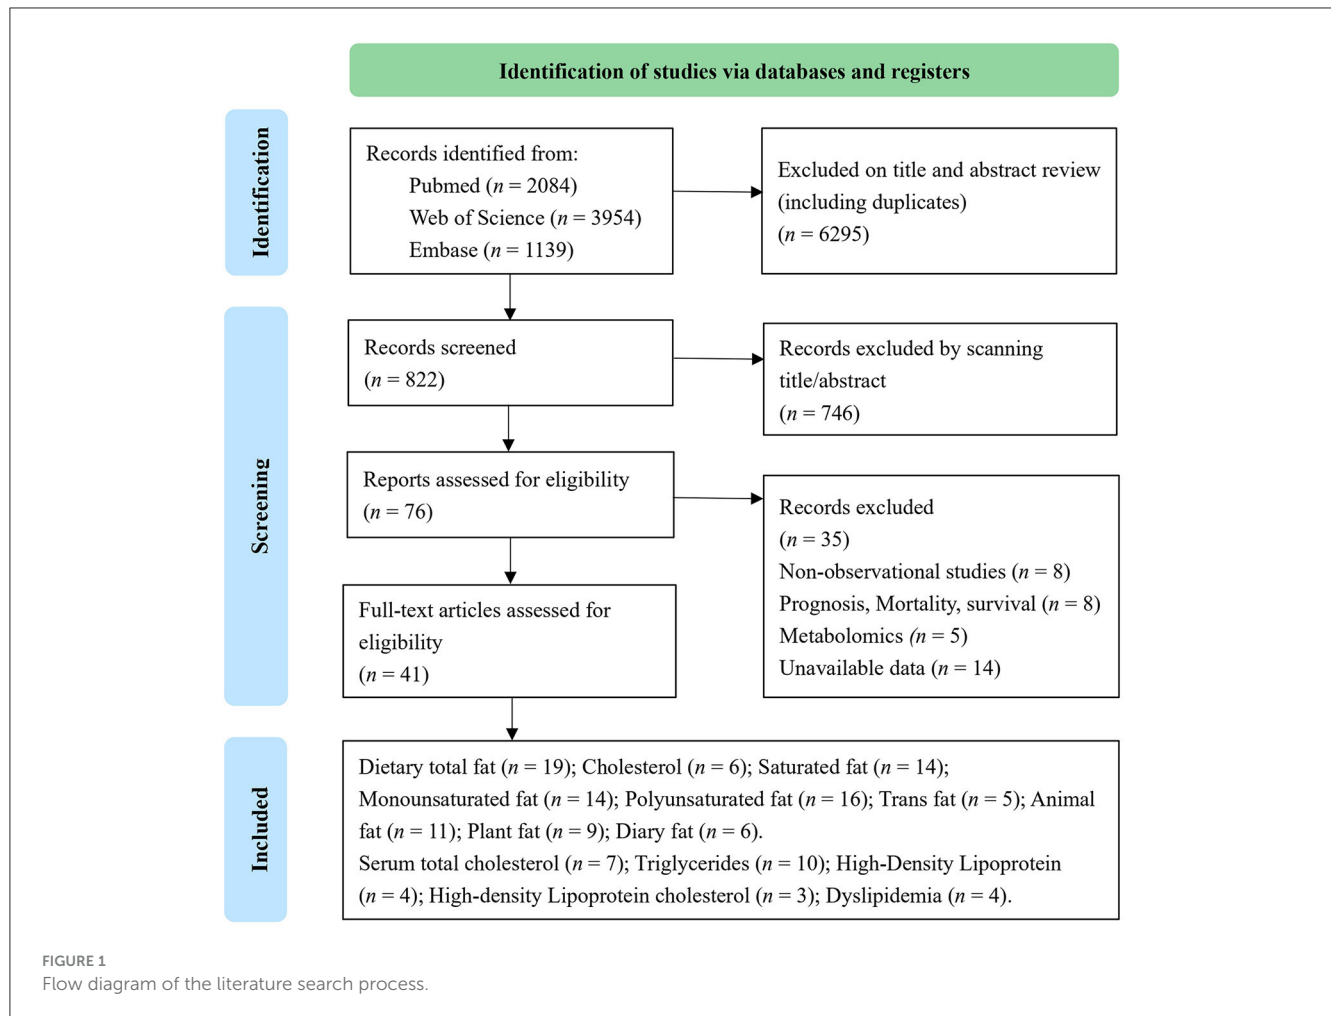 Identification of studies via databases and registers
Identification
Records identified from:
Pubmed (n = 2084)
Web of Science (n = 3954)
Embase (n = 1139)
Excluded on title and abstract review
(including duplicates)
(n = 6295)
Screening
Records screened
(n = 822)
Records excluded by scanning
title/abstract
(n = 746)
Reports assessed for eligibility
(n = 76)
Records excluded
(n = 35)
Non-observational studies (n = 8)
Prognosis, Mortality, survival (n = 8)
Metabolomics (n = 5)
Unavailable data (n = 14)
Full-text articles assessed for
eligibility
(n = 41)
Included
Dietary total fat (n = 19); Cholesterol (n = 6); Saturated fat (n = 14);
Monounsaturated fat (n = 14); Polyunsaturated fat (n = 16); Trans fat (n = 5); Animal
fat (n = 11); Plant fat (n = 9); Diary fat (n = 6).
Serum total cholesterol (n = 7); Triglycerides (n = 10); High-Density Lipoprotein
(n = 4); High-density Lipoprotein cholesterol (n = 3); Dyslipidemia (n = 4).
FIGURE 1
Flow diagram of the literature search process.